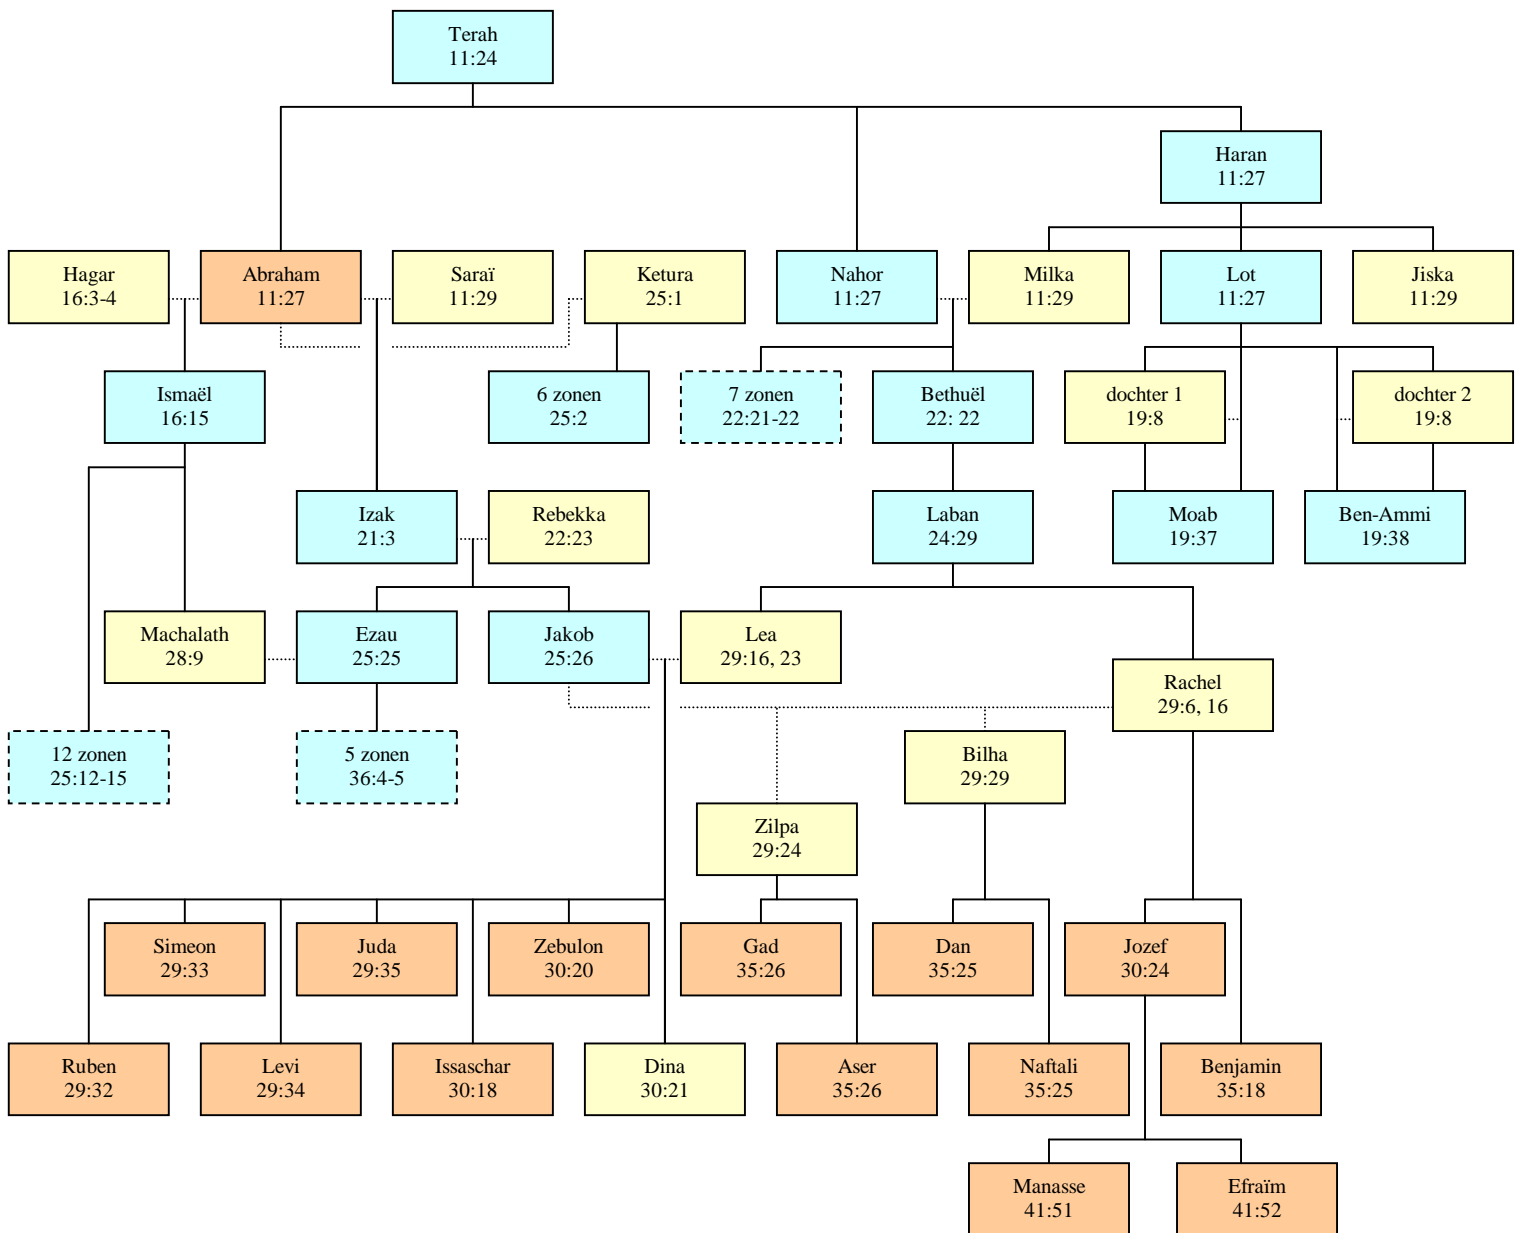 Terah
11:24
Haran
11:27
Hagar
16:3-4
Abraham
11:27
Saraï
11:29
Ketura
25:1
Nahor
11:27
Milka
11:29
Lot
11:27
Jiska
11:29
Ismaël
16:15
6 zonen
25:2
7 zonen
22:21-22
Bethuël
22: 22
dochter 1
19:8
dochter 2
19:8
Izak
21:3
Rebekka
22:23
Laban
24:29
Moab
19:37
Ben-Ammi
19:38
Machalath
28:9
Ezau
25:25
Jakob
25:26
Lea
29:16, 23
Rachel
29:6, 16
12 zonen
25:12-15
5 zonen
36:4-5
Bilha
29:29
Zilpa
29:24
Simeon
29:33
Juda
29:35
Zebulon
30:20
Gad
35:26
Dan
35:25
Jozef
30:24
Ruben
29:32
Levi
29:34
Issaschar
30:18
Dina
30:21
Aser
35:26
Naftali
35:25
Benjamin
35:18
Manasse
41:51
Efraïm
41:52